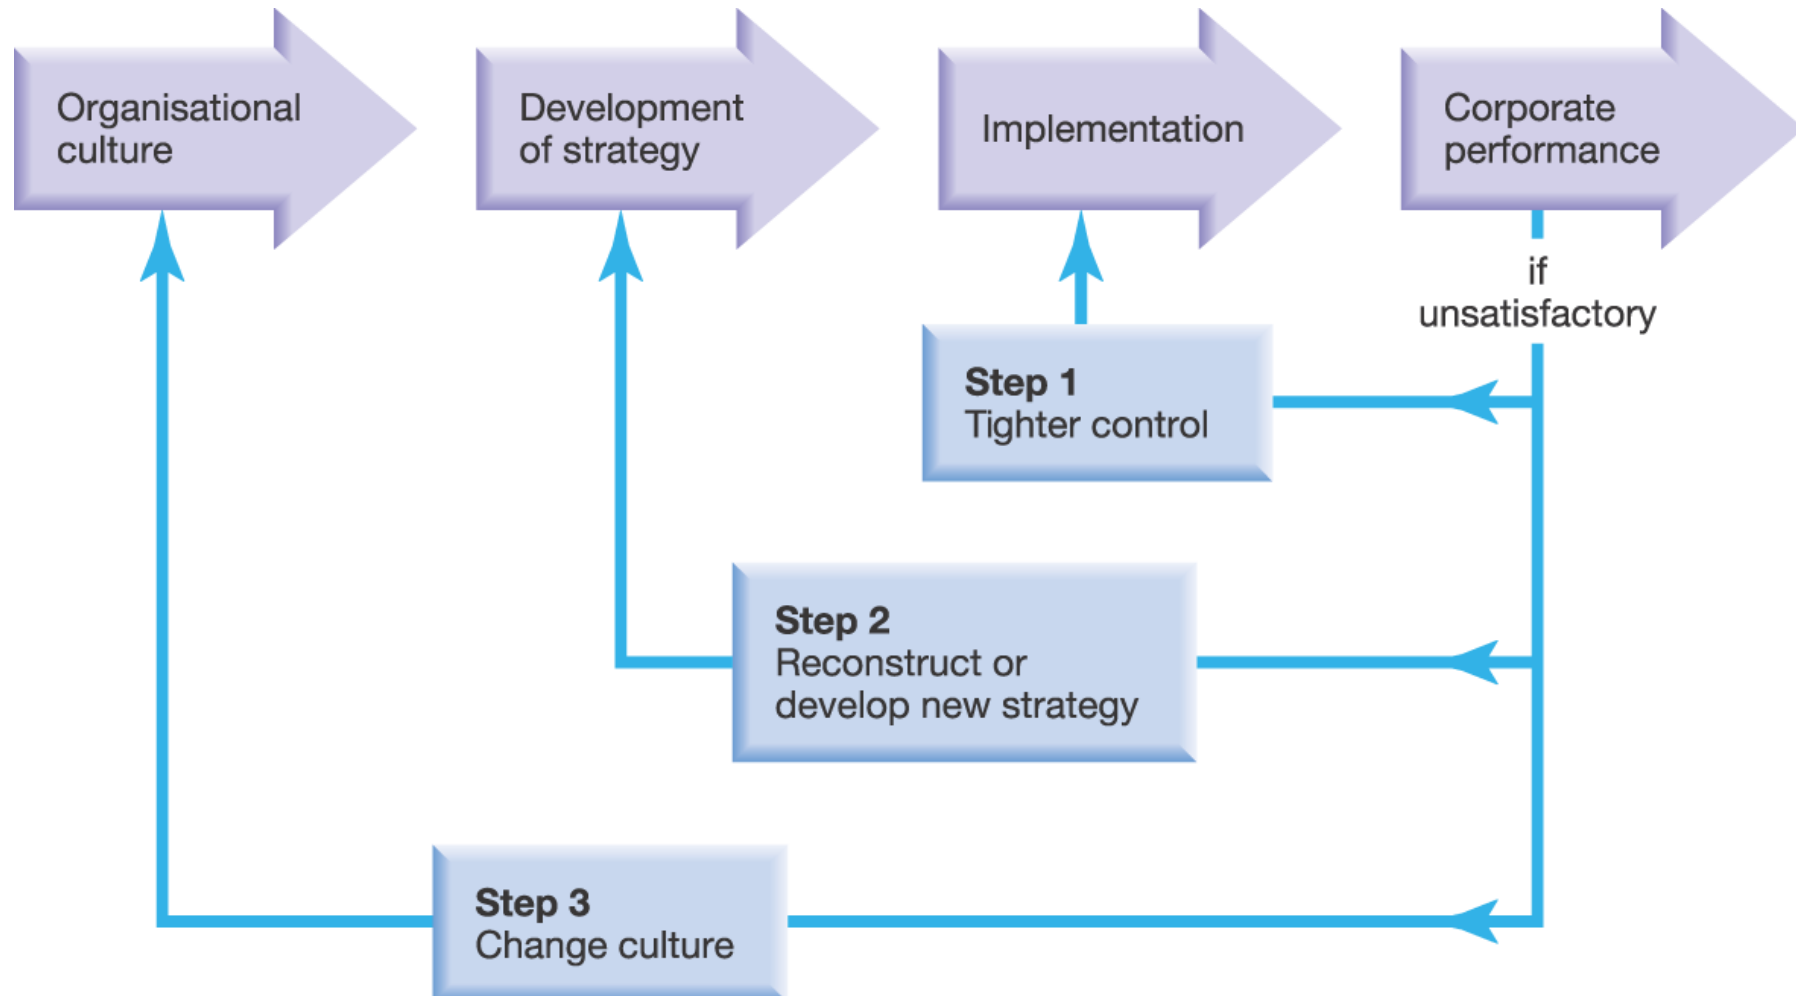 Organisational
culture
Development
of strategy
Implementation
Corporate
performance
if
unsatisfactory
Step 1
Tighter control
Step 2
Reconstruct or
develop new strategy
Step 3
Change culture